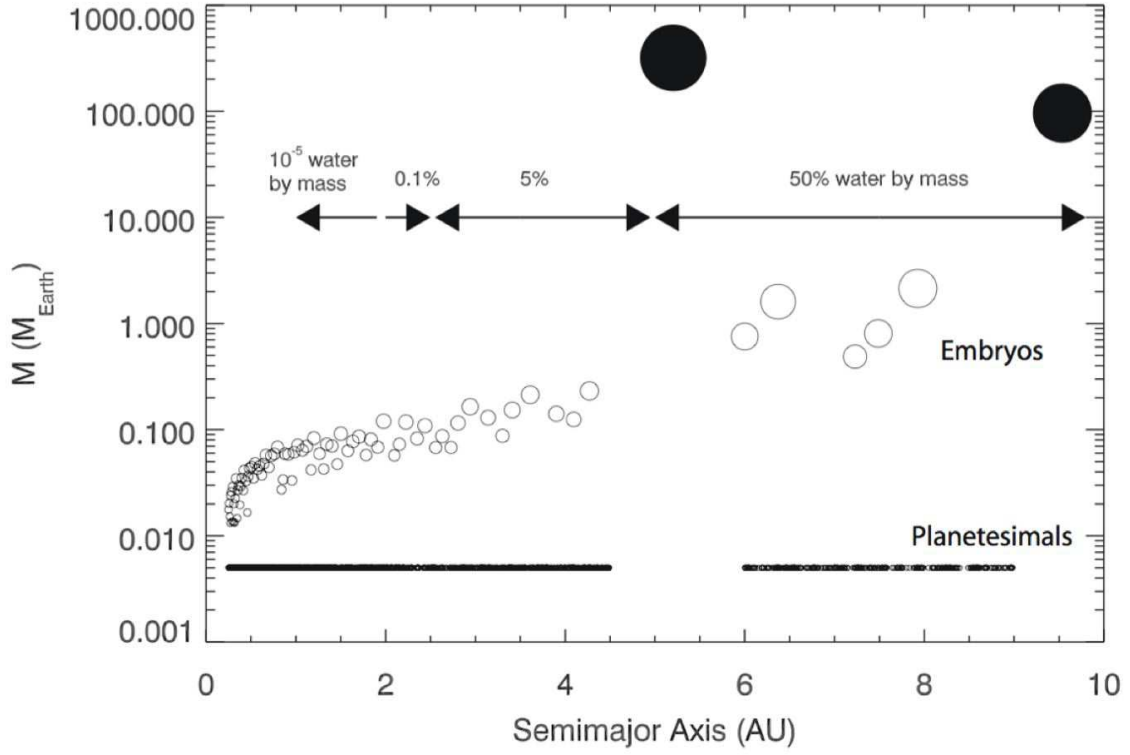 1000.000
100.000
10.000
1.000
0.100
0.010
0.001
M (M_Earth)
10^-5 water
by mass
0.1%
5%
50% water by mass
Embryos
Planetesimals
0 2 4 6 8 10
Semimajor Axis (AU)